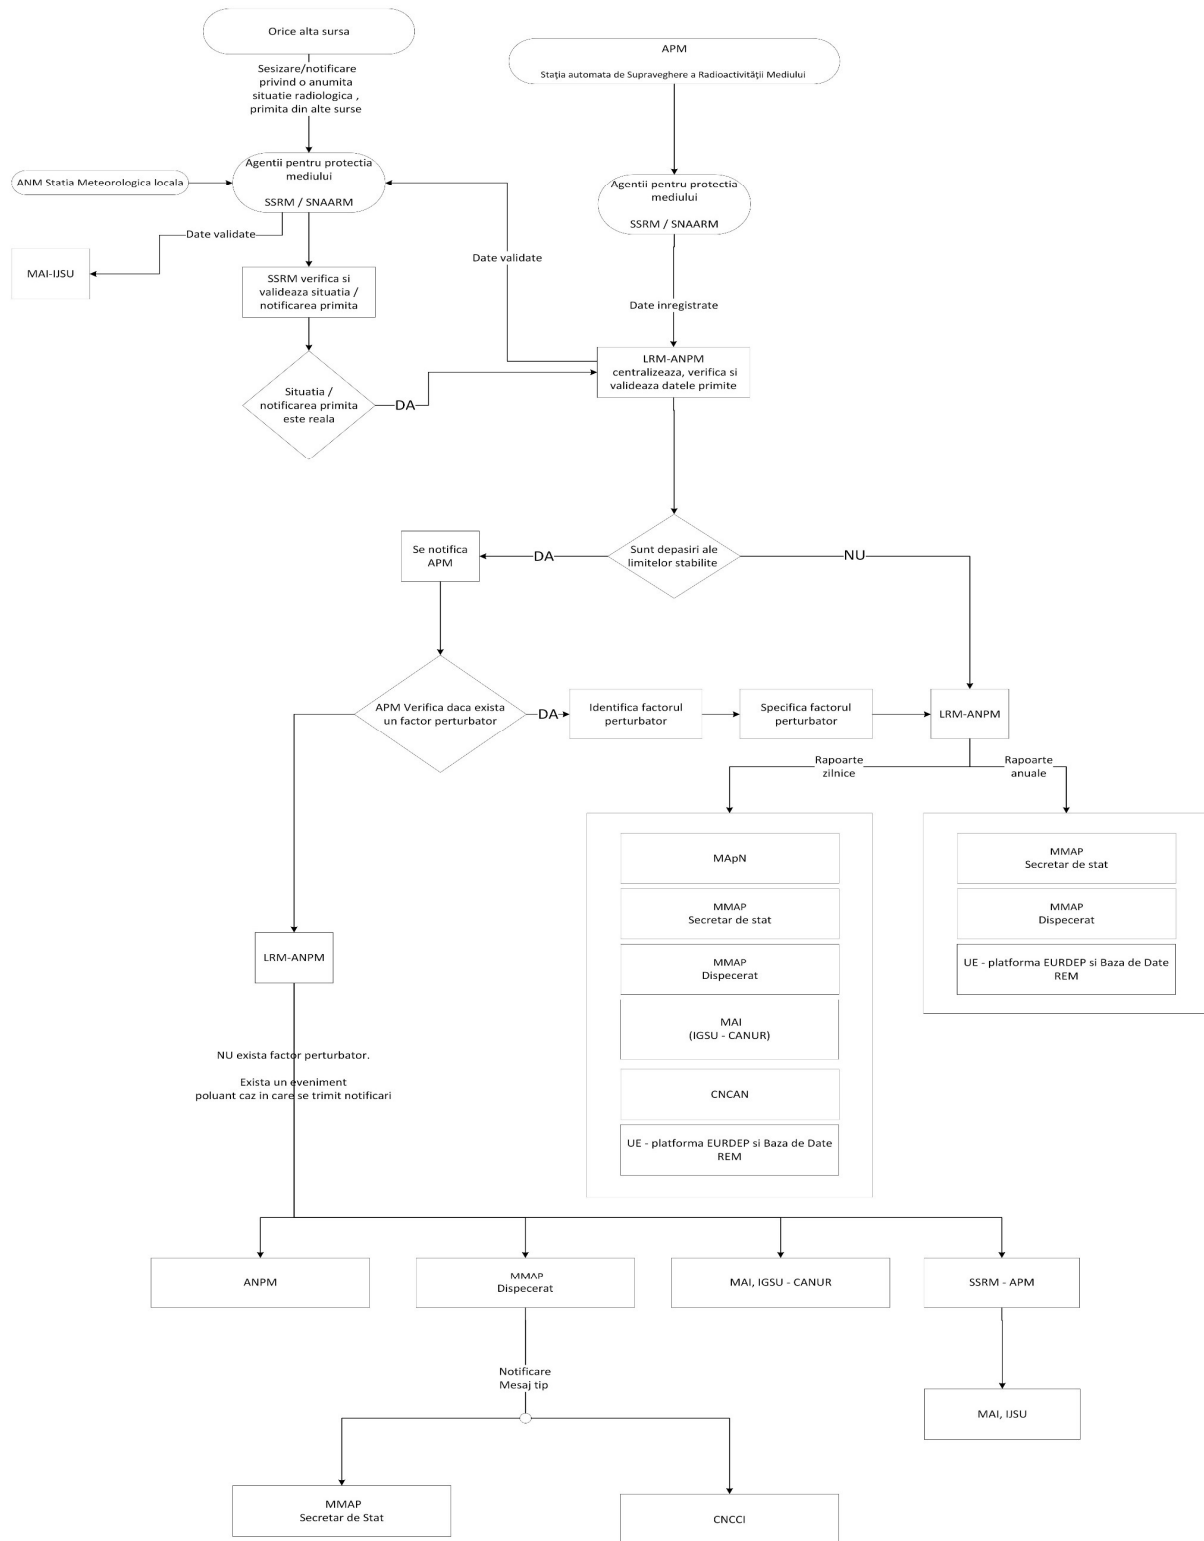 Orice alta sursa
APM
Stația automata de Supraveghere a Radioactivității Mediului
Sesizare/notificare
privind o anumita
situatie radiologica ,
primita din alte surse
Agentii pentru protectia
mediului
SSRM / SNAARM
ANM Statia Meteorologica locala
Agentii pentru protectia
mediului
SSRM / SNAARM
Date validate
MAI-IJSU
Date validate
SSRM verifica si
valideaza situatia /
notificarea primita
Date inregistrate
LRM-ANPM
centralizeaza, verifica si
valideaza datele primite
Situatia /
notificarea primita
este reala
DA
Se notifica
APM
DA
Sunt depasiri ale
limitelor stabilite
NU
APM Verifica daca exista
un factor perturbator
DA
Identifica factorul
perturbator
Specifica factorul
perturbator
LRM-ANPM
Rapoarte
zilnice
Rapoarte
anuale
MApN
MMAP
Secretar de stat
MMAP
Dispecerat
MAI
(IGSU - CANUR)
CNCAN
UE - platforma EURDEP si Baza de Date
REM
MMAP
Secretar de stat
MMAP
Dispecerat
UE - platforma EURDEP si Baza de Date
REM
LRM-ANPM
NU exista factor perturbator.
Exista un eveniment
poluant caz in care se trimit notificari
ANPM
MMAP
Dispecerat
MAI, IGSU - CANUR
SSRM - APM
Notificare
Mesaj tip
MAI, IJSU
MMAP
Secretar de Stat
CNCCI